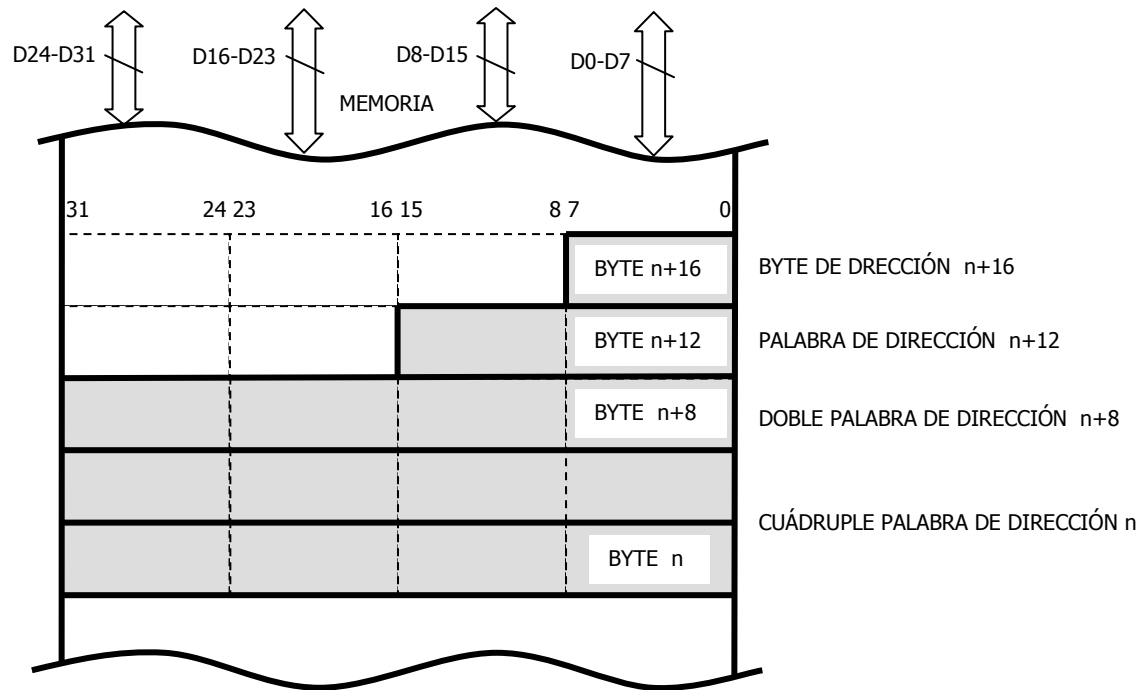 D24-D31
D16-D23
D8-D15
D0-D7
MEMORIA
31
24 23
16 15
8 7
0
BYTE n+16
BYTE DE DRECCIÓN n+16
BYTE n+12
PALABRA DE DIRECCIÓN n+12
BYTE n+8
DOBLE PALABRA DE DIRECCIÓN n+8
CUÁDRUPLE PALABRA DE DIRECCIÓN n
BYTE n